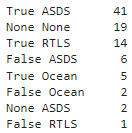 True ASDS 41
None None 19
True RTLS 14
False ASDS 6
True Ocean 5
False Ocean 2
None ASDS 2
False RTLS 1